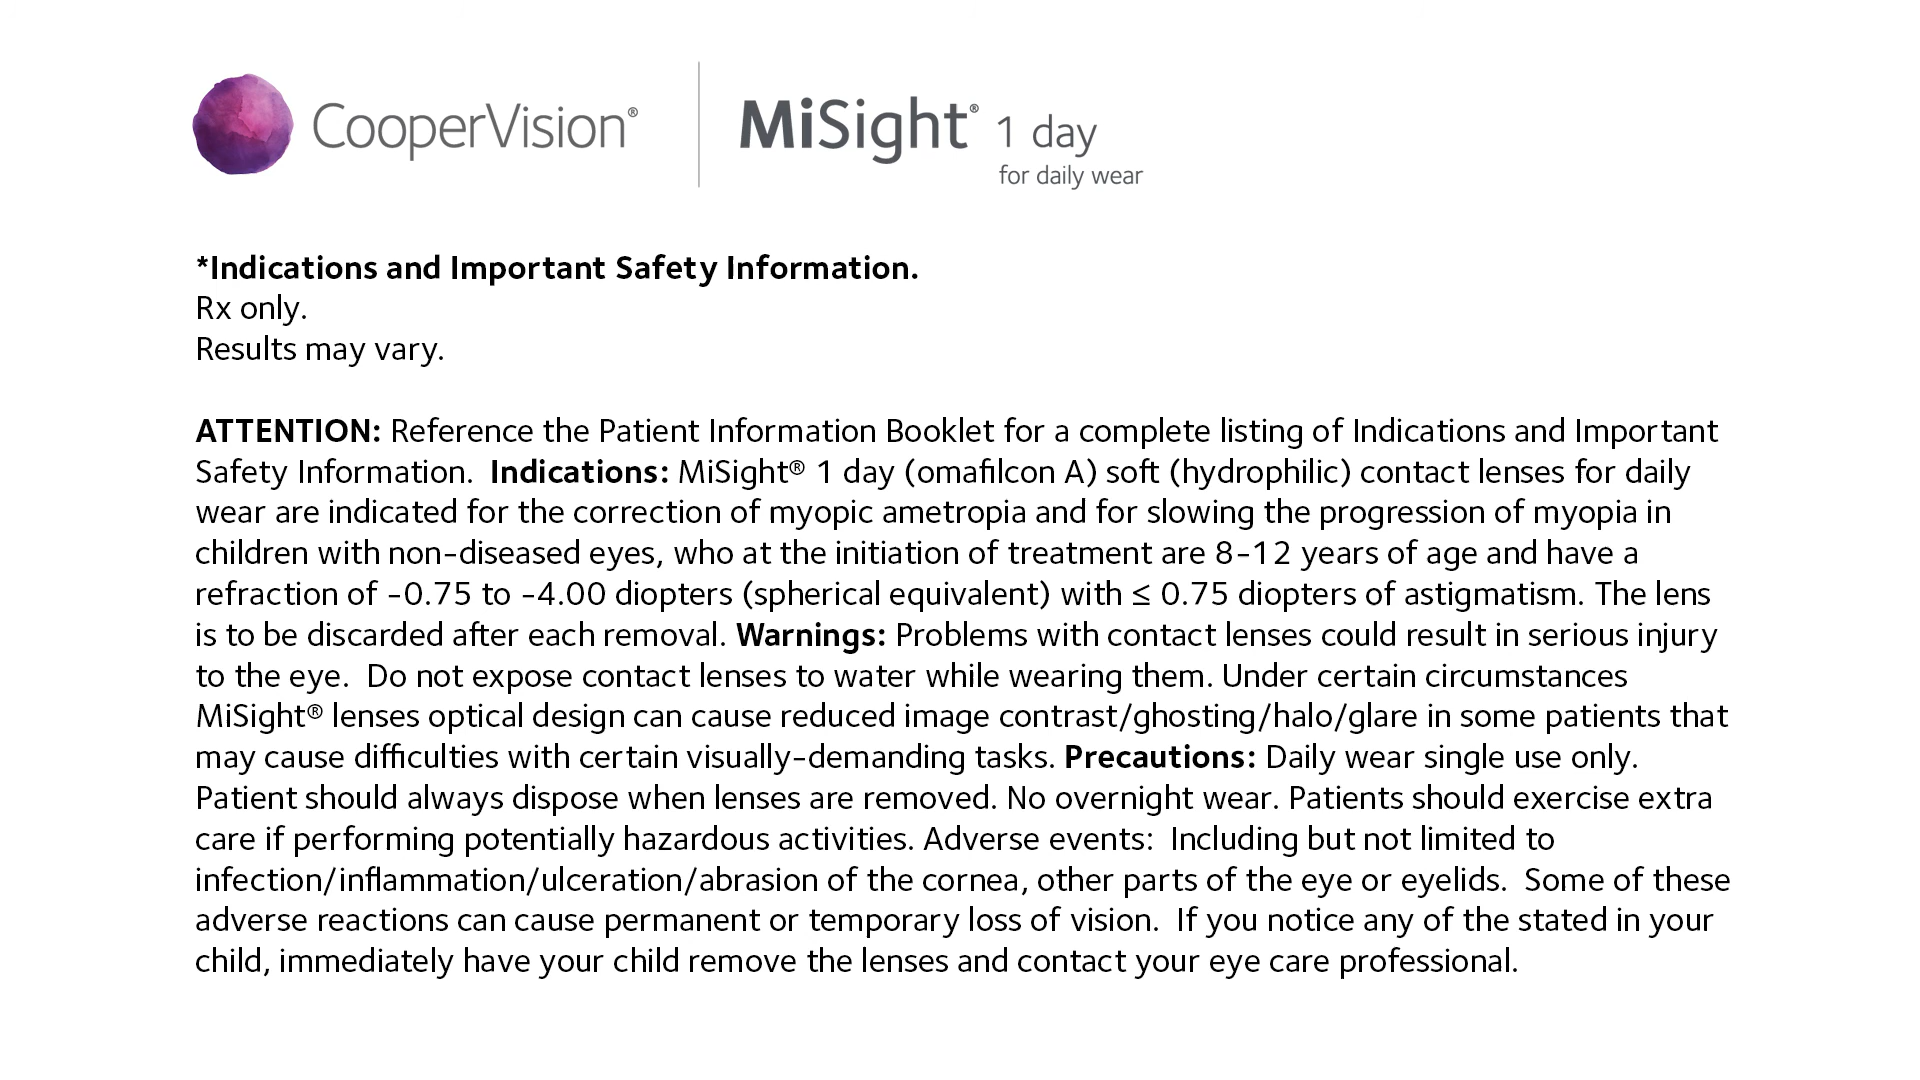 CooperVision®
MiSight® 1 day
for daily wear
*Indications and Important Safety Information.
Rx only.
Results may vary.
ATTENTION: Reference the Patient Information Booklet for a complete listing of Indications and Important
Safety Information.  Indications: MiSight® 1 day (omafilcon A) soft (hydrophilic) contact lenses for daily
wear are indicated for the correction of myopic ametropia and for slowing the progression of myopia in
children with non-diseased eyes, who at the initiation of treatment are 8-12 years of age and have a
refraction of -0.75 to -4.00 diopters (spherical equivalent) with ≤ 0.75 diopters of astigmatism. The lens
is to be discarded after each removal. Warnings: Problems with contact lenses could result in serious injury
to the eye.  Do not expose contact lenses to water while wearing them. Under certain circumstances
MiSight® lenses optical design can cause reduced image contrast/ghosting/halo/glare in some patients that
may cause difficulties with certain visually-demanding tasks. Precautions: Daily wear single use only.
Patient should always dispose when lenses are removed. No overnight wear. Patients should exercise extra
care if performing potentially hazardous activities. Adverse events:  Including but not limited to
infection/inflammation/ulceration/abrasion of the cornea, other parts of the eye or eyelids.  Some of these
adverse reactions can cause permanent or temporary loss of vision.  If you notice any of the stated in your
child, immediately have your child remove the lenses and contact your eye care professional.